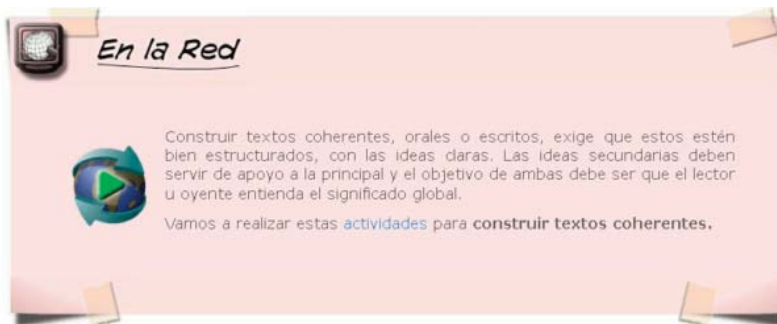 En la Red
Construir textos coherentes, orales o escritos, exige que estos estén
bien estructurados, con las ideas claras. Las ideas secundarias deben
servir de apoyo a la principal y el objetivo de ambas debe ser que el lector
u oyente entienda el significado global.
Vamos a realizar estas actividades para construir textos coherentes.